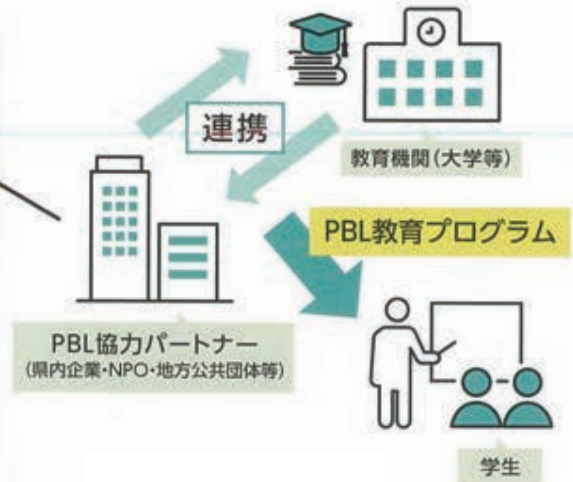 連携
教育機関(大学等)
PBL教育プログラム
PBL協力パートナー
(県内企業・NPO・地方公共団体等)
学生